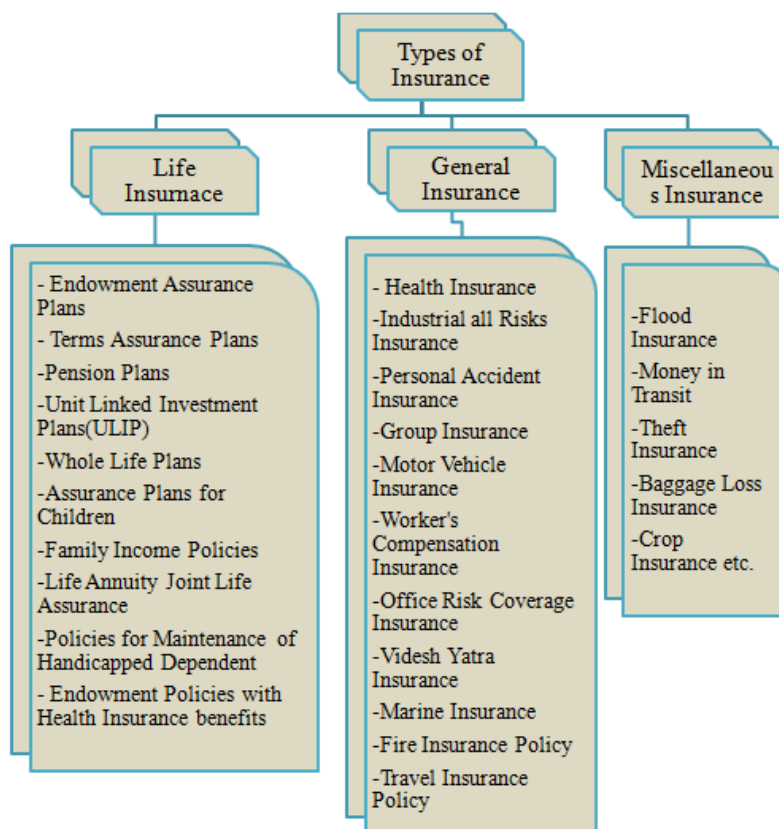 Types of
Insurance
Life
Insurnace
General
Insurance
Miscellaneou
s Insurance
- Endowment Assurance
Plans
- Terms Assurance Plans
-Pension Plans
-Unit Linked Investment
Plans(ULIP)
-Whole Life Plans
-Assurance Plans for
Children
-Family Income Policies
-Life Annuity Joint Life
Assurance
-Policies for Maintenance of
Handicapped Dependent
- Endowment Policies with
Health Insurance benefits
- Health Insurance
-Industrial all Risks
Insurance
-Personal Accident
Insurance
-Group Insurance
-Motor Vehicle
Insurance
-Worker's
Compensation
Insurance
-Office Risk Coverage
Insurance
-Videsh Yatra
Insurance
-Marine Insurance
-Fire Insurance Policy
-Travel Insurance
Policy
-Flood
Insurance
-Money in
Transit
-Theft
Insurance
-Baggage Loss
Insurance
-Crop
Insurance etc.